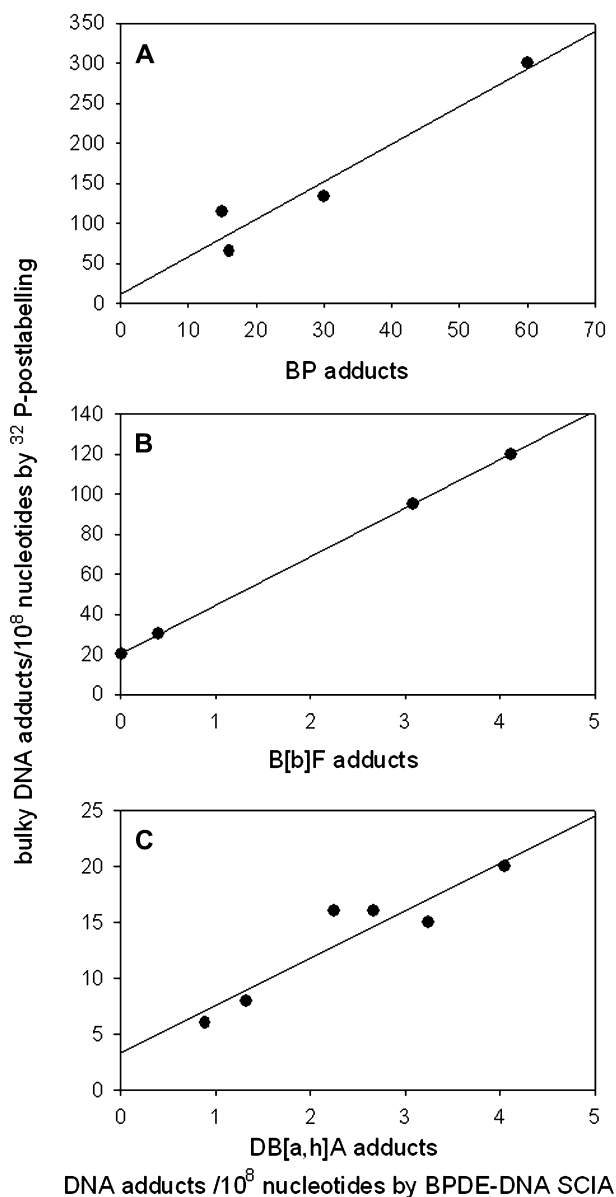 bulky DNA adducts/10⁸ nucleotides by ³² P-postlabelling
A
350
300
250
200
150
100
50
0
0 10 20 30 40 50 60 70
BP adducts
B
140
120
100
80
60
40
20
0
0 1 2 3 4 5
B[b]F adducts
C
25
20
15
10
5
0
0 1 2 3 4 5
DB[a,h]A adducts
DNA adducts /10⁸ nucleotides by BPDE-DNA SCIA